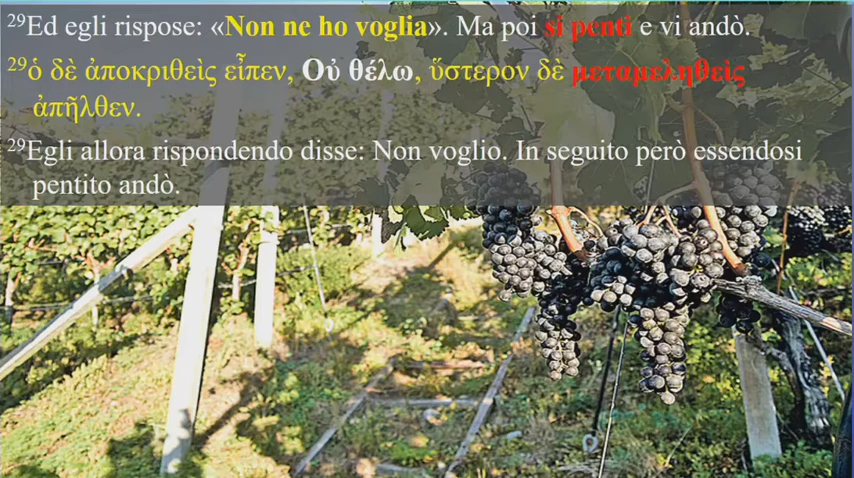 ²⁹Ed egli rispose: «Non ne ho voglia». Ma poi si pentì e vi andò.
²⁹ὁ δὲ ἀποκριθεὶς εἶπεν, Οὐ θέλω, ὕστερον δὲ μεταμεληθεὶς
ἀπῆλθεν.
²⁹Egli allora rispondendo disse: Non voglio. In seguito però essendosi
pentito andò.